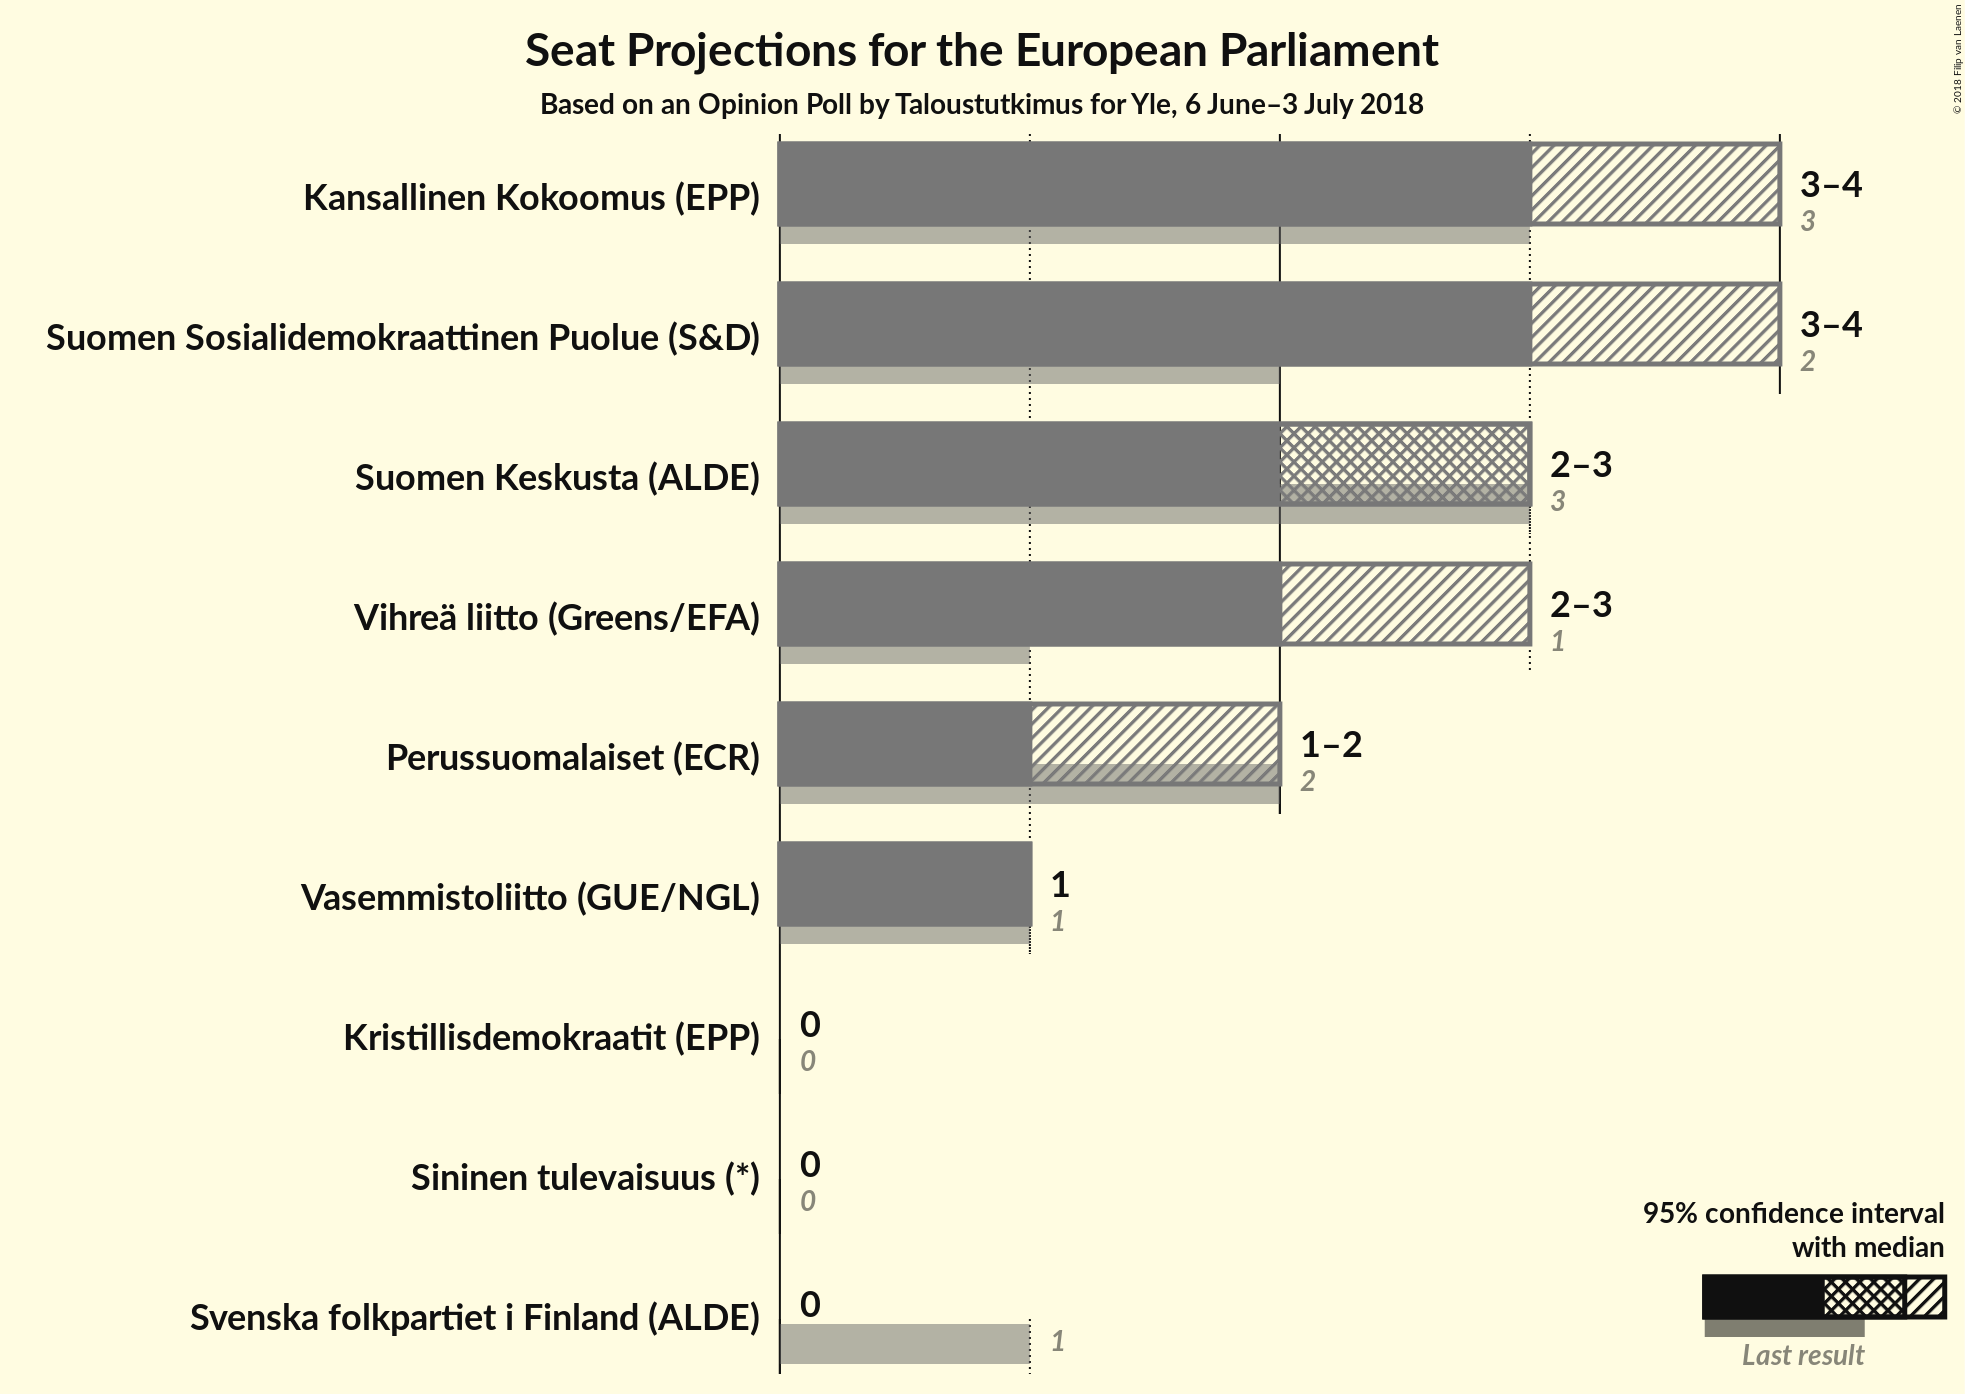 Seat Projections for the European Parliament
Based on an Opinion Poll by Taloustutkimus for Yle, 6 June–3 July 2018
© 2018 Filip van Laenen
Kansallinen Kokoomus (EPP)
3–4
3
Suomen Sosialidemokraattinen Puolue (S&D)
3–4
2
Suomen Keskusta (ALDE)
2–3
3
Vihreä liitto (Greens/EFA)
2–3
1
Perussuomalaiset (ECR)
1–2
2
Vasemmistoliitto (GUE/NGL)
1
1
Kristillisdemokraatit (EPP)
0
0
Sininen tulevaisuus (*)
0
0
Svenska folkpartiet i Finland (ALDE)
0
1
95% confidence interval
with median
Last result